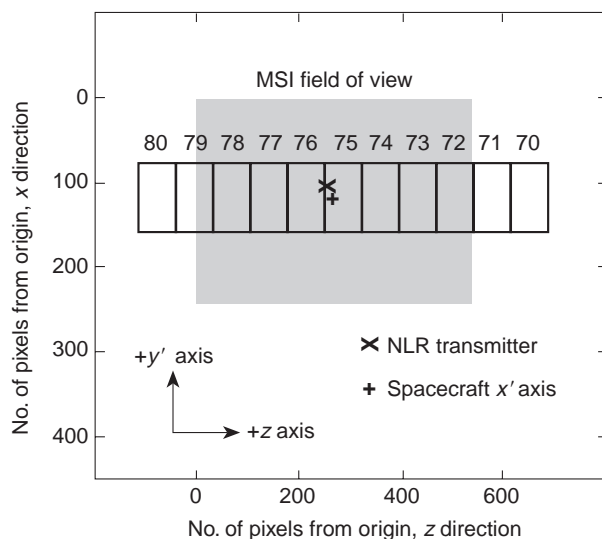 MSI field of view
80 79 78 77 76 75 74 73 72 71 70
0
100
200
300
400
No. of pixels from origin, x direction
NLR transmitter
Spacecraft x′ axis
+y′ axis
+z axis
0 200 400 600
No. of pixels from origin, z direction